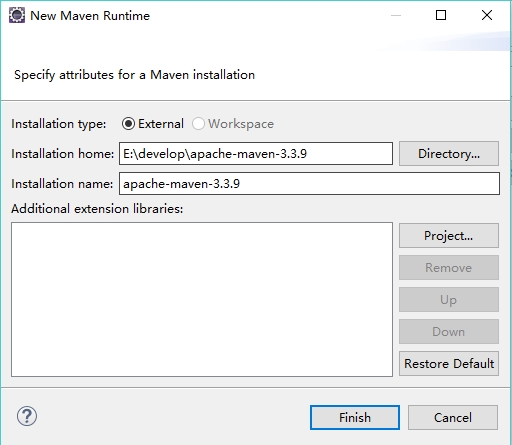 New Maven Runtime
Specify attributes for a Maven installation
Installation type: External Workspace
Installation home: E:\develop\apache-maven-3.3.9 Directory...
Installation name: apache-maven-3.3.9
Additional extension libraries:
Project...
Remove
Up
Down
Restore Default
? Finish Cancel